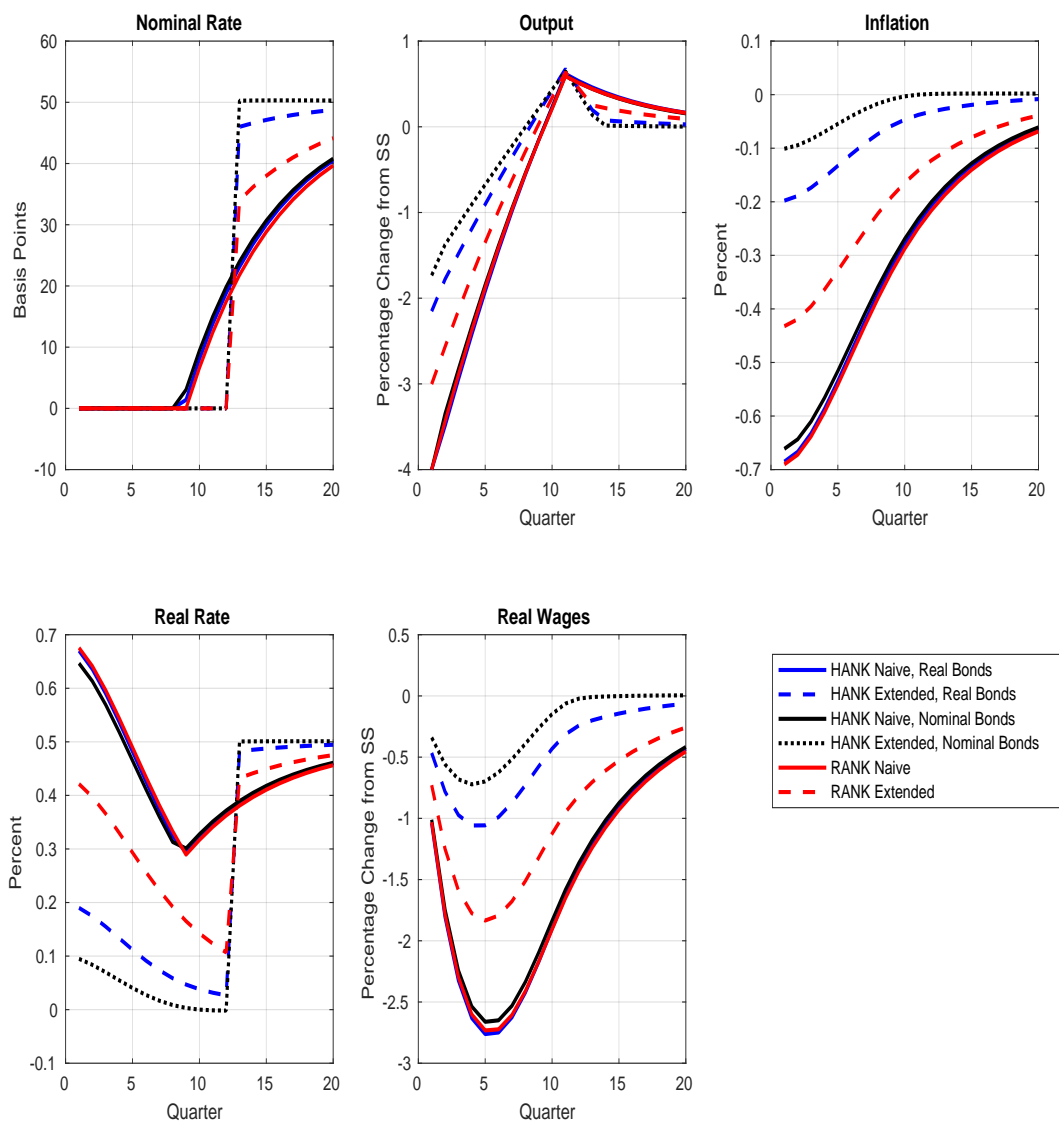 Nominal Rate
60
50
40
30
20
10
0
-10
Basis Points
0 5 10 15 20
Output
1
0
-1
-2
-3
-4
Percentage Change from SS
0 5 10 15 20
Quarter
Inflation
0.1
0
-0.1
-0.2
-0.3
-0.4
-0.5
-0.6
-0.7
Percent
0 5 10 15 20
Quarter
Real Rate
0.7
0.6
0.5
0.4
0.3
0.2
0.1
0
-0.1
Percent
0 5 10 15 20
Quarter
Real Wages
0.5
0
-0.5
-1
-1.5
-2
-2.5
-3
Percentage Change from SS
0 5 10 15 20
Quarter
HANK Naive, Real Bonds
HANK Extended, Real Bonds
HANK Naive, Nominal Bonds
HANK Extended, Nominal Bonds
RANK Naive
RANK Extended